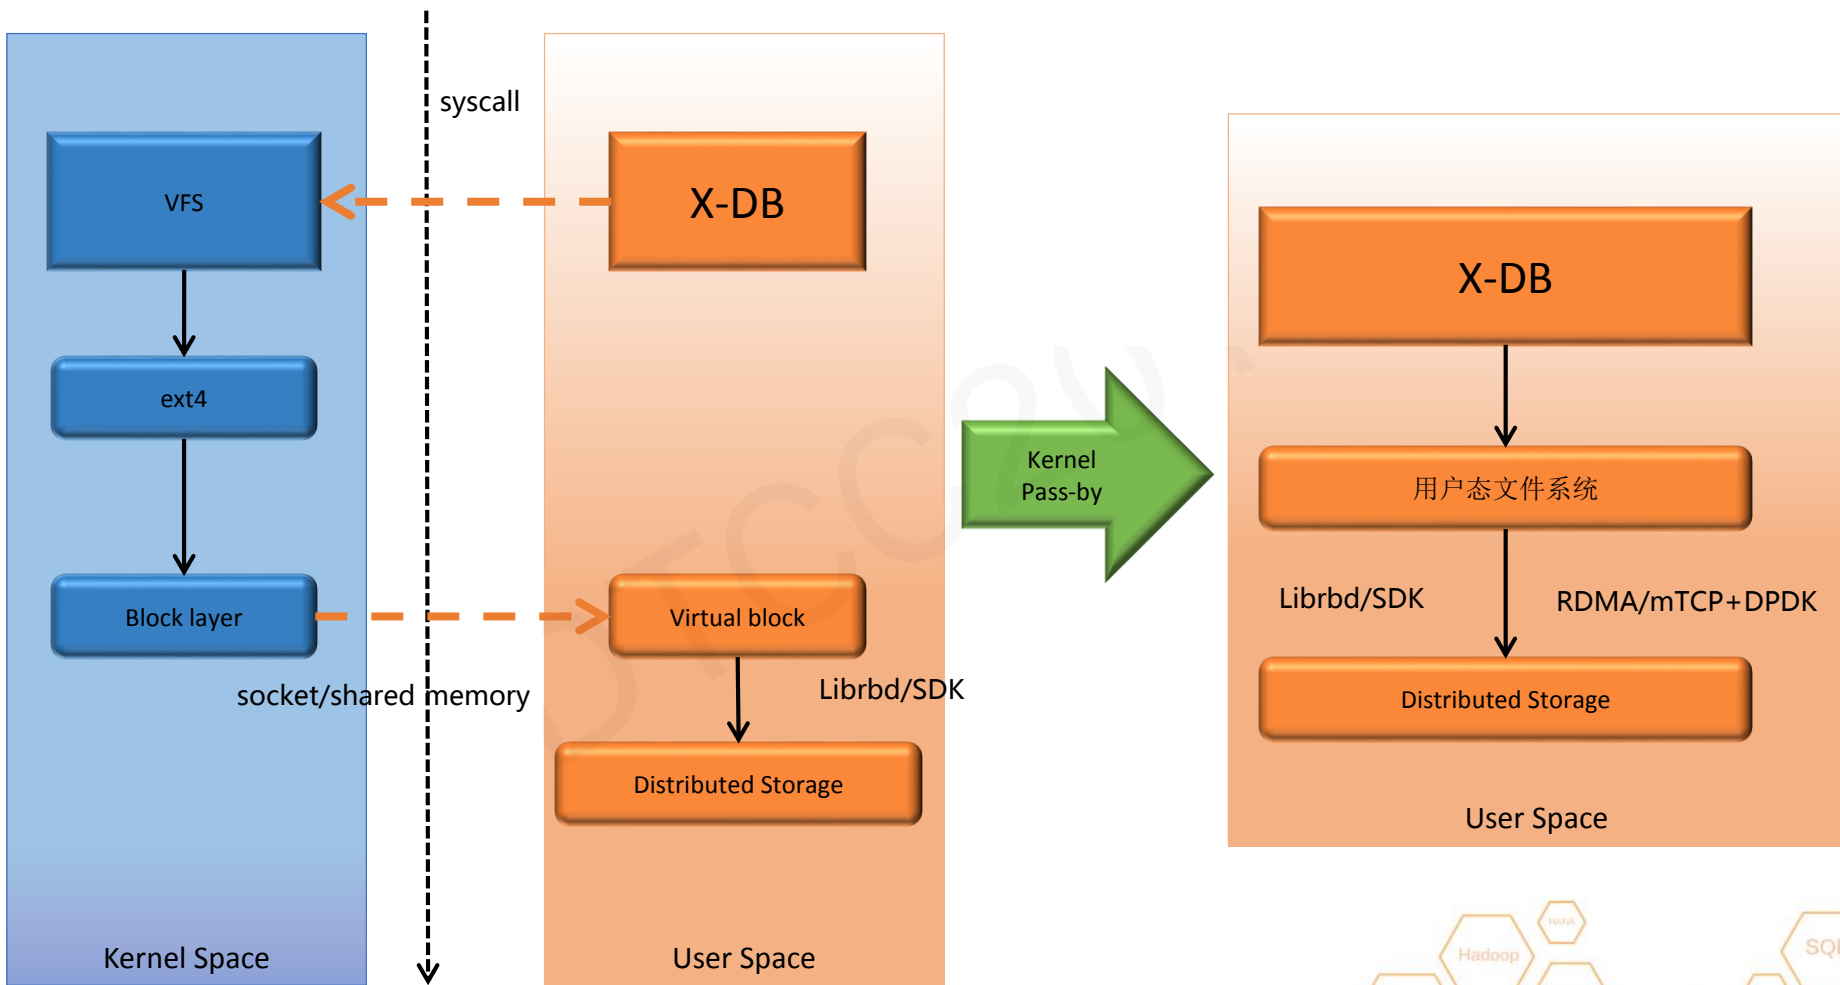 syscall
VFS
X-DB
ext4
Block layer
Virtual block
socket/shared memory
Librbd/SDK
Distributed Storage
Kernel Space
User Space
Kernel
Pass-by
X-DB
用户态文件系统
Librbd/SDK
RDMA/mTCP+DPDK
Distributed Storage
User Space
HANA
Hadoop